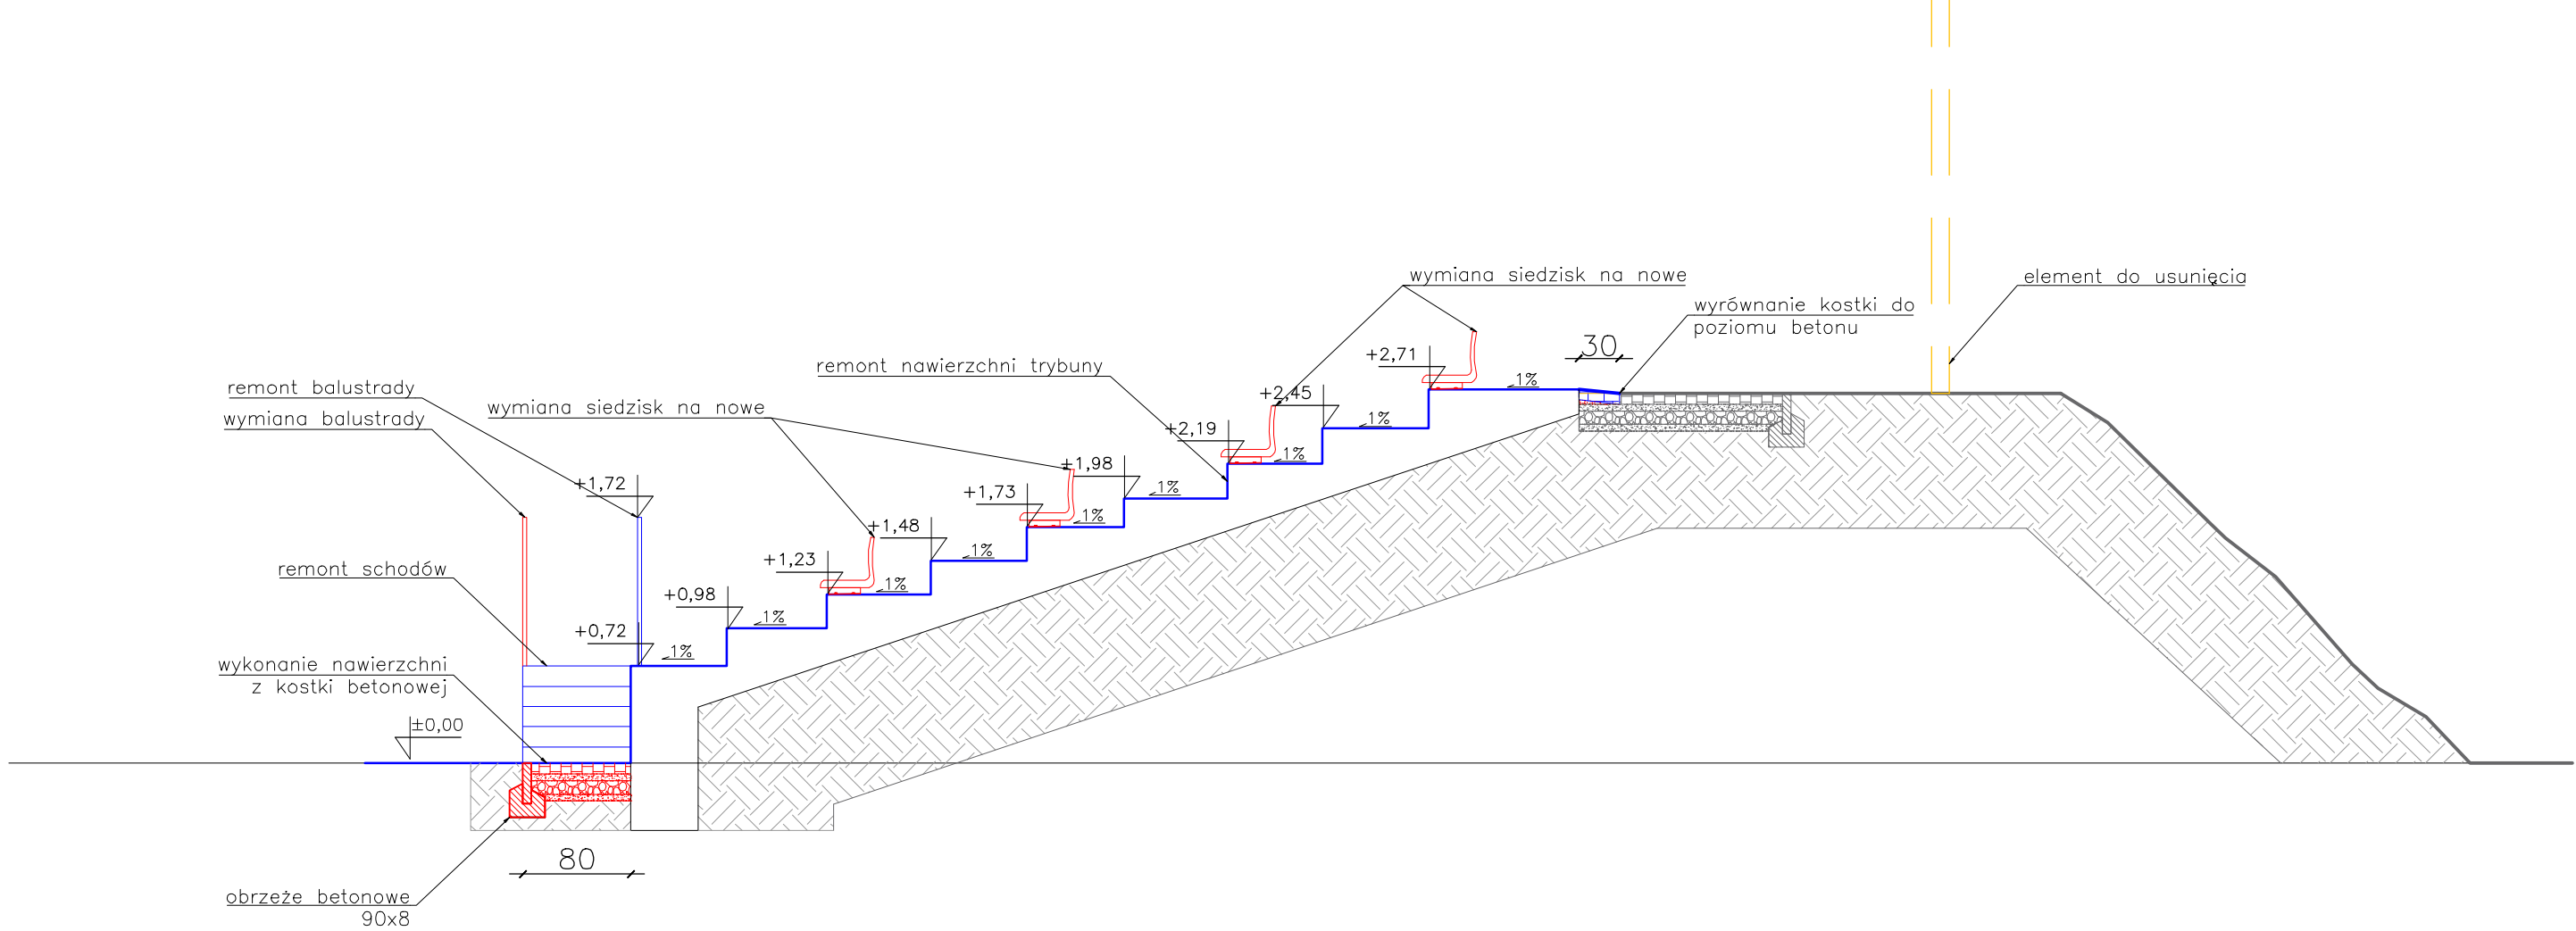 wymiana siedzisk na nowe
element do usunięcia
wyrównanie kostki do
poziomu betonu
30
+2,71
remont nawierzchni trybuny
1%
remont balustrady
+2,45
wymiana siedzisk na nowe
wymiana balustrady
1%
+2,19
1%
+1,98
+1,72
1%
+1,73
1%
+1,48
1%
+1,23
remont schodów
1%
+0,98
1%
+0,72
1%
wykonanie nawierzchni
z kostki betonowej
±0,00
80
obrzeże betonowe
90x8